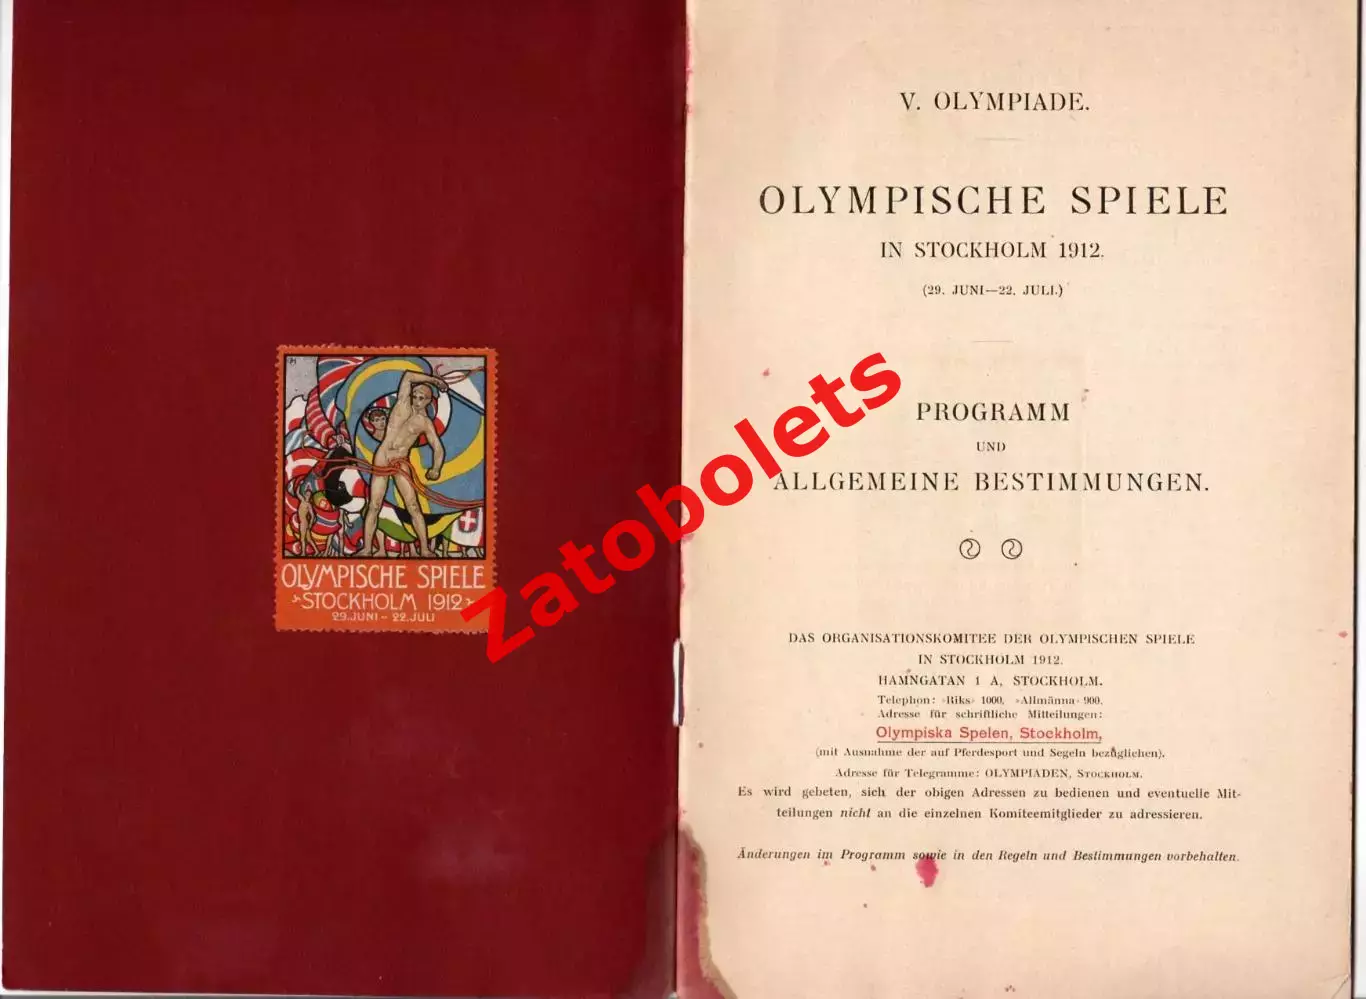 OLYMPISCHE SPIELE
STOCKHOLM 1912
29. JUNI - 22. JULI
V. OLYMPIADE.
OLYMPISCHE SPIELE
IN STOCKHOLM 1912.
(29. JUNI—22. JULI.)
PROGRAMM
UND
ALLGEMEINE BESTIMMUNGEN.
DAS ORGANISATIONSKOMITEE DER OLYMPISCHEN SPIELE
IN STOCKHOLM 1912.
HAMNGATAN 1 A, STOCKHOLM.
Telephon: »Riks» 1000, »Allmänna» 900.
Adresse für schriftliche Mitteilungen:
Olympiska Spelen, Stockholm,
(mit Ausnahme der auf Pferdesport und Segeln bezüglichen).
Adresse für Telegramme: OLYMPIADEN, STOCKHOLM.
Es wird gebeten, sich der obigen Adressen zu bedienen und eventuelle Mit-
teilungen nicht an die einzelnen Komiteemitglieder zu adressieren.
Änderungen im Programm sowie in den Regeln und Bestimmungen vorbehalten.
Zatobolets